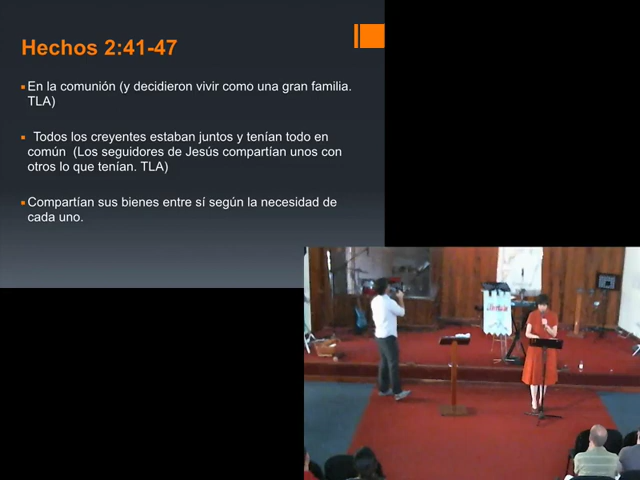 Hechos 2:41-47
En la comunión (y decidieron vivir como una gran familia.
TLA)
Todos los creyentes estaban juntos y tenían todo en
común (Los seguidores de Jesús compartían unos con
otros lo que tenían. TLA)
Compartían sus bienes entre sí según la necesidad de
cada uno.